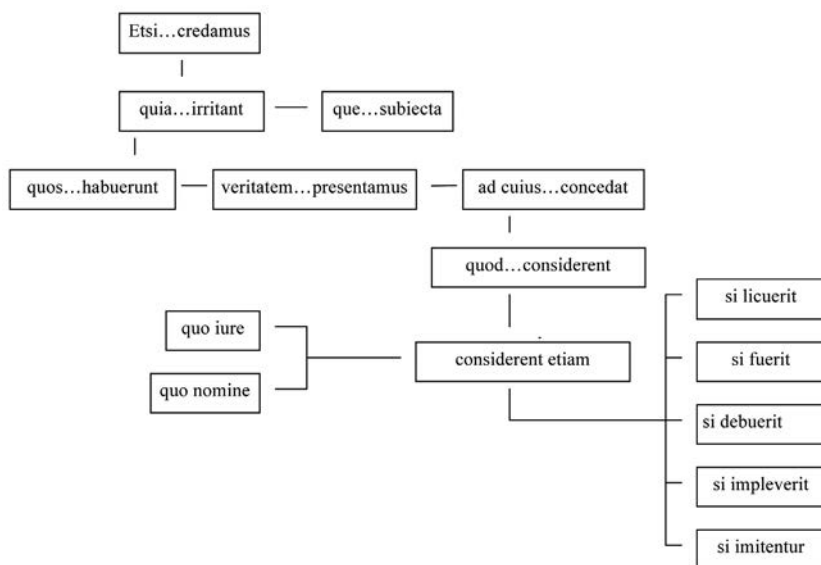 Etsi…credamus
quia…irritant
que…subiecta
quos…habuerunt
veritatem…presentamus
ad cuius…concedat
quod…considerent
si licuerit
quo iure
considerent etiam
si fuerit
quo nomine
si debuerit
si impleverit
si imitentur